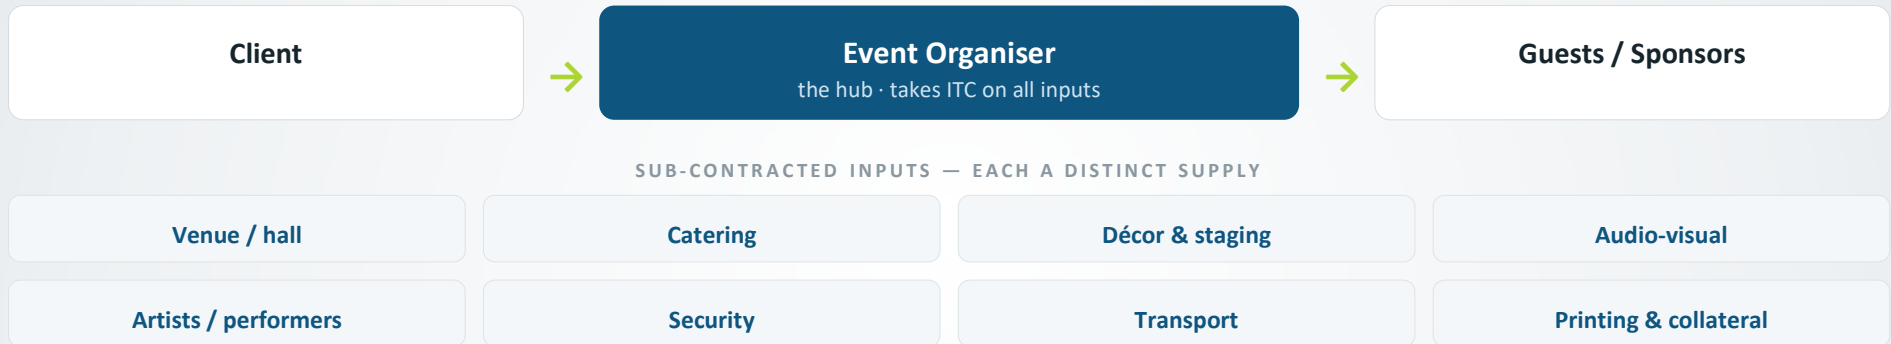 Client
→
Event Organiser
the hub · takes ITC on all inputs
→
Guests / Sponsors
SUB-CONTRACTED INPUTS — EACH A DISTINCT SUPPLY
Venue / hall
Catering
Décor & staging
Audio-visual
Artists / performers
Security
Transport
Printing & collateral